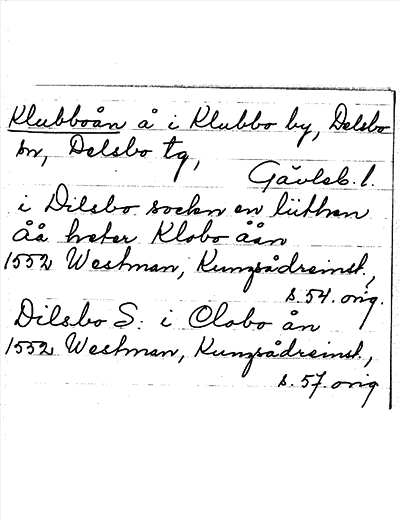 Klubboån å i Klubbo by, Delsbo
sn, Delsbo tg,
Gävleb. l.
i Dilsbo sockn en lüthen
åå heter Klobo åån
1552 Westman, Kungsådreinst.,
s. 54. orig.
Dilsbo S. i Clobo ån
1552 Westman, Kungsådreinst.,
s. 57. orig